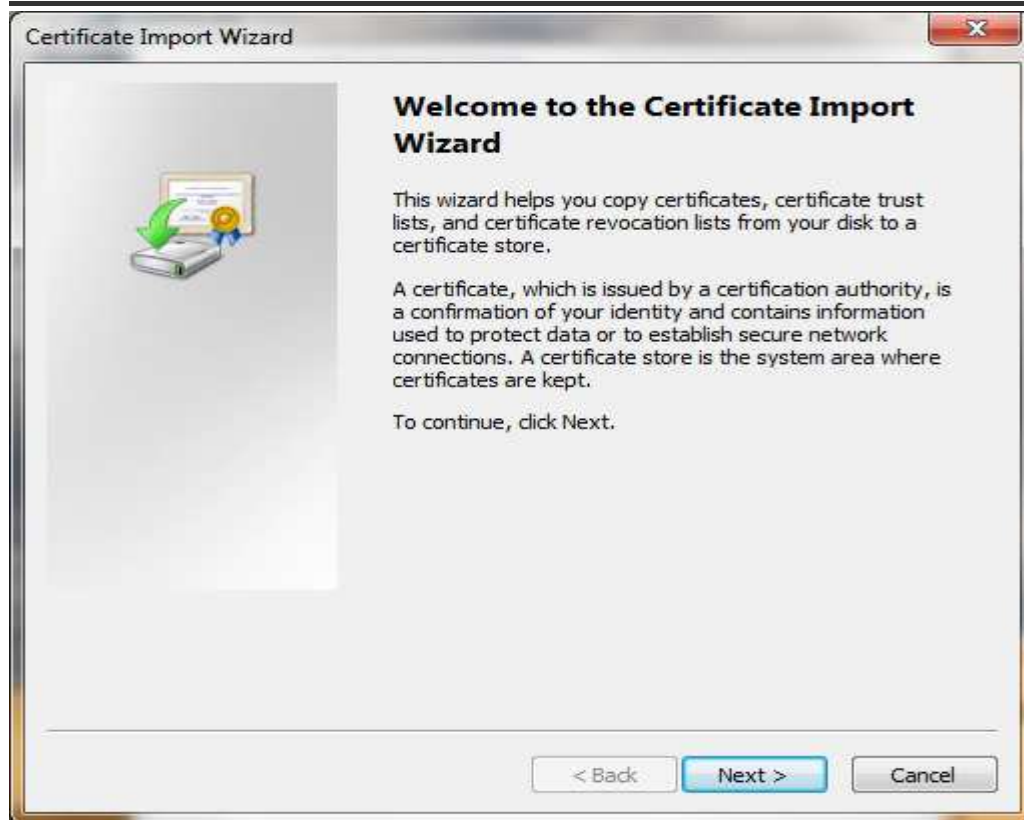 Certificate Import Wizard
Welcome to the Certificate Import
Wizard
This wizard helps you copy certificates, certificate trust
lists, and certificate revocation lists from your disk to a
certificate store.
A certificate, which is issued by a certification authority, is
a confirmation of your identity and contains information
used to protect data or to establish secure network
connections. A certificate store is the system area where
certificates are kept.
To continue, click Next.
< Back Next > Cancel